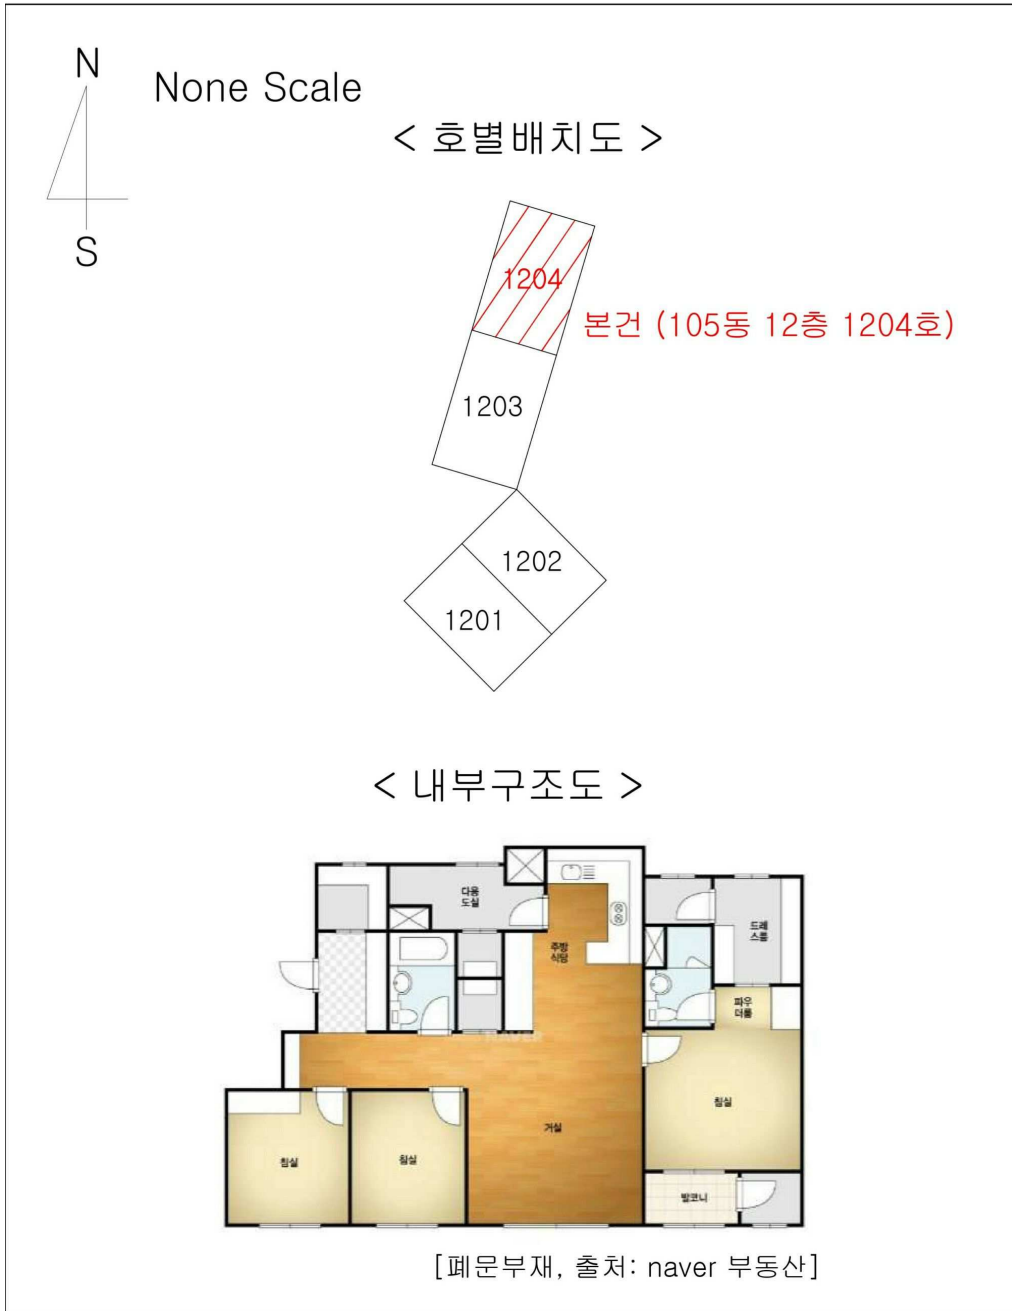 N
None Scale
< 호별배치도 >
S
1204
본건 (105동 12층 1204호)
1203
1202
1201
< 내부구조도 >
다용
도실
주방
식당
드레
스룸
파우
더룸
NAVER
침실
침실
침실
거실
발코니
[폐문부재, 출처: naver 부동산]